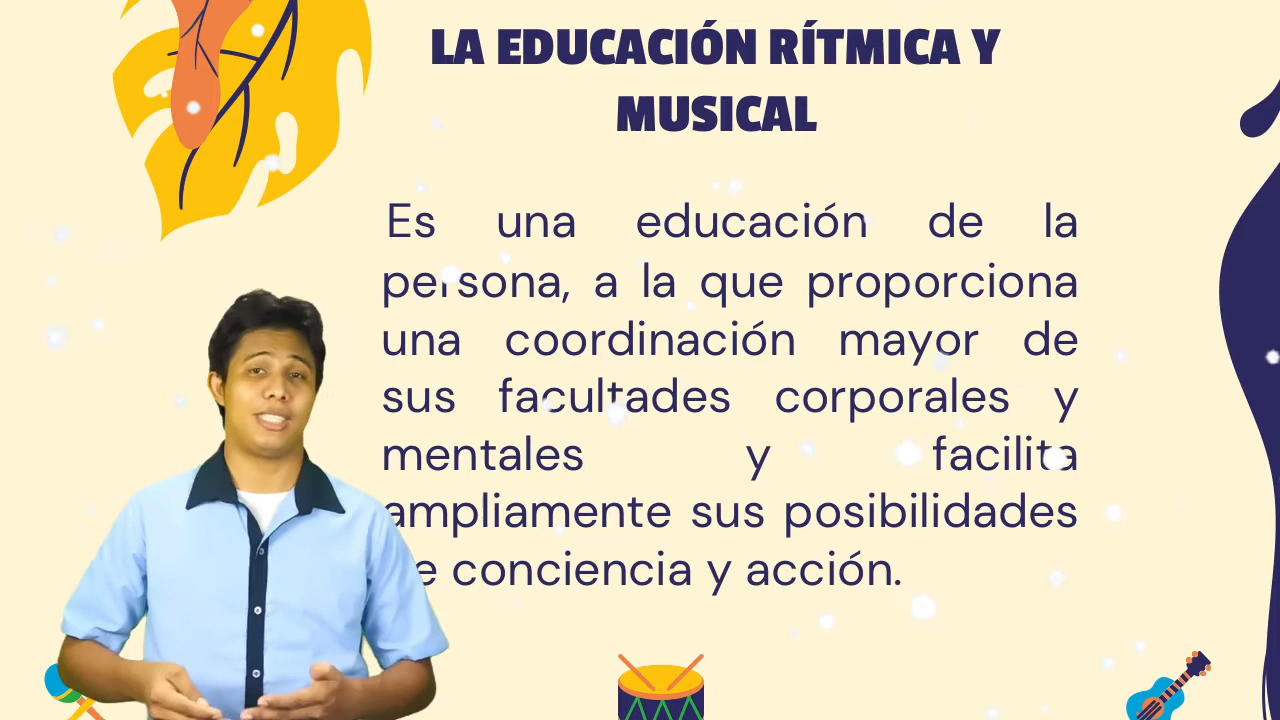 LA EDUCACIÓN RÍTMICA Y
MUSICAL
Es una educación de la
persona, a la que proporciona
una coordinación mayor de
sus facultades corporales y
mentales y facilita
ampliamente sus posibilidades
de conciencia y acción.